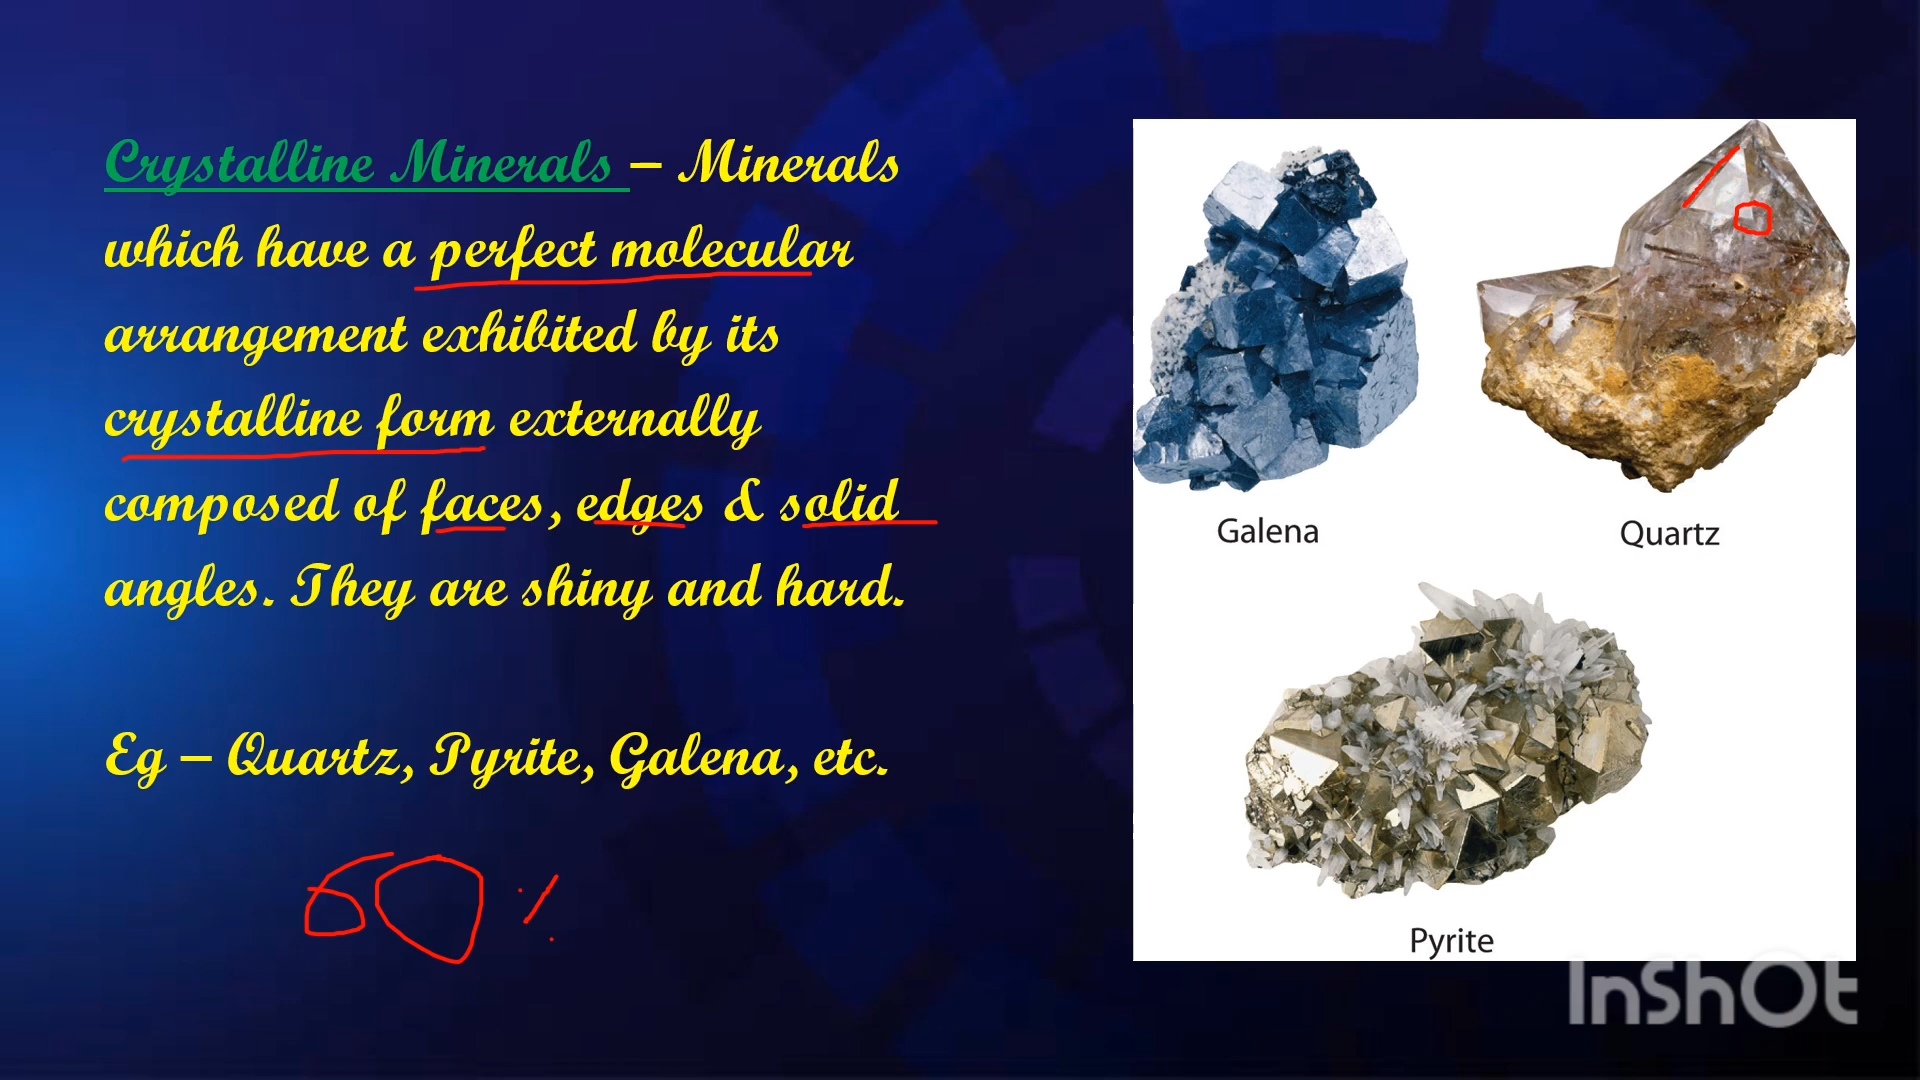 Crystalline Minerals – Minerals
which have a perfect molecular
arrangement exhibited by its
crystalline form externally
composed of faces, edges & solid
angles. They are shiny and hard.
Eg – Quartz, Pyrite, Galena, etc.
60 %
Galena
Quartz
Pyrite
InShOt